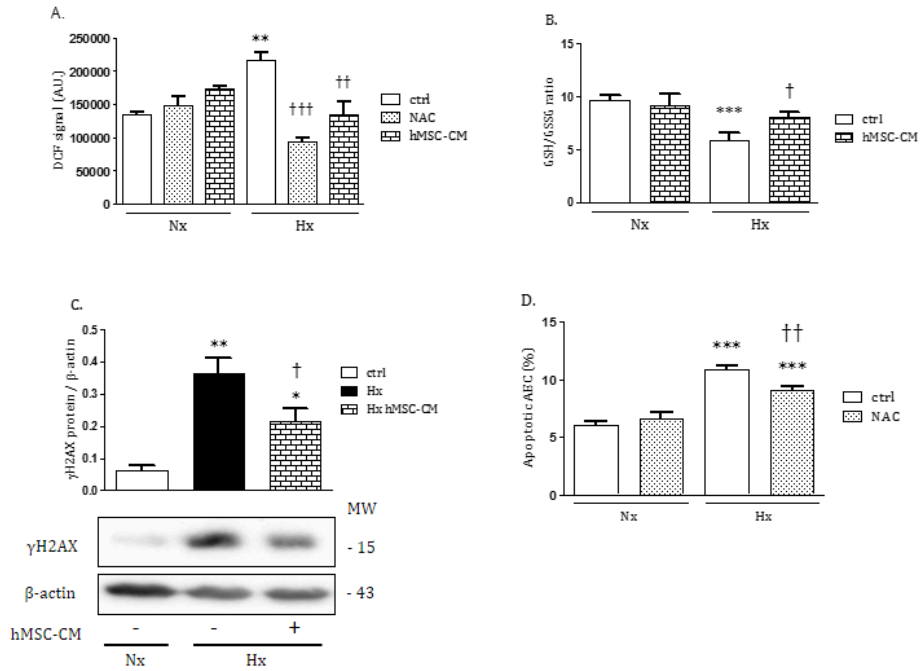 A.
DCF signal (A.U.)
250000
200000
150000
100000
50000
0
**
†††
††
ctrl
NAC
hMSC-CM
Nx
Hx
B.
GSH/GSSG ratio
15
10
5
0
***
†
ctrl
hMSC-CM
Nx
Hx
C.
γH2AX protein / β-actin
0.5
0.4
0.3
0.2
0.1
0.0
**
†
*
ctrl
Hx
Hx hMSC-CM
MW
γH2AX
- 15
β-actin
- 43
hMSC-CM
- - +
Nx
Hx
D.
Apoptotic AEC (%)
15
10
5
0
***
††
***
ctrl
NAC
Nx
Hx